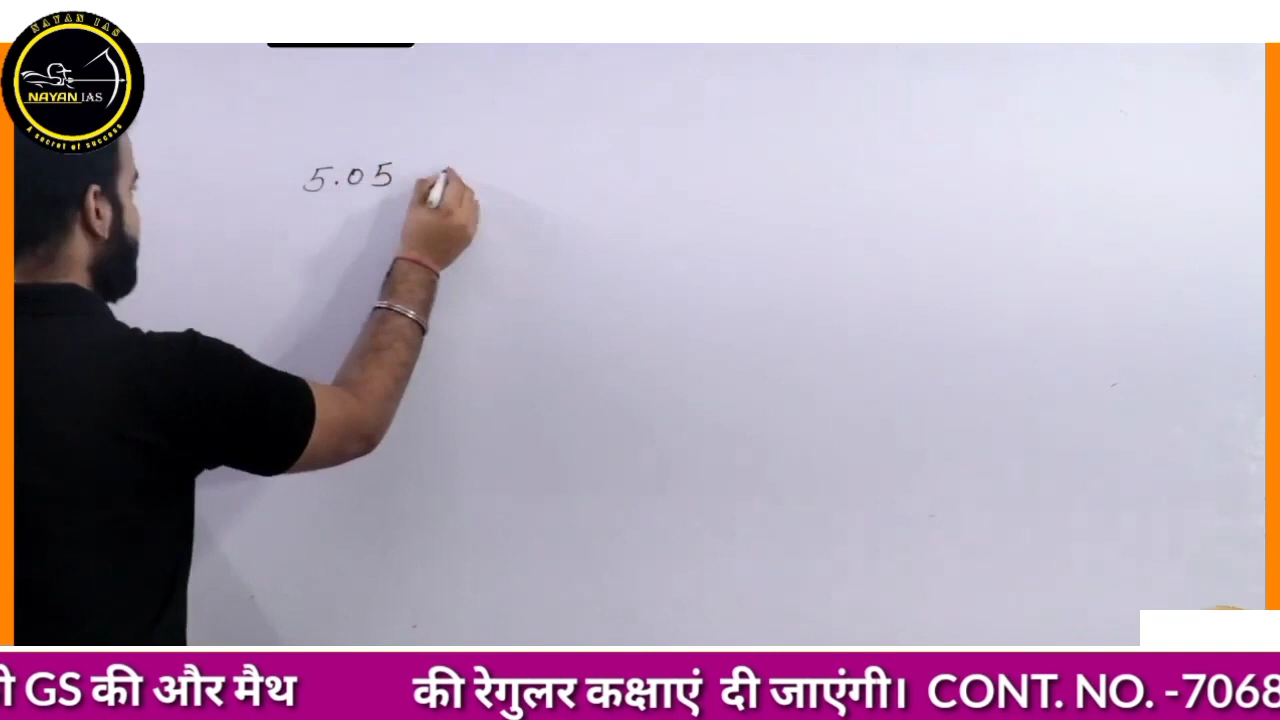 NAYAN IAS
NAYAN IAS
A secret of success
5.05
ी GS की और मैथ की रेगुलर कक्षाएं दी जाएंगी। CONT. NO. -7068